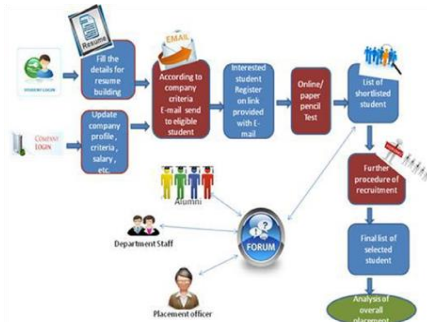 Resume
EMAIL
STUDENT LOGIN
Fill the
details for
resume
building
According to
company
criteria
E-mail send
to eligible
student
Interested
student
Register
on link
provided
with E-
mail
Online/
paper
pencil
Test
List of
shortlisted
student
COMPANY
LOGIN
Update
company
profile,
criteria,
salary,
etc.
Further
procedure of
recruitment
Alumni
Department Staff
FORUM
Placement officer
Final list of
selected
student
Analysis of
overall
placement